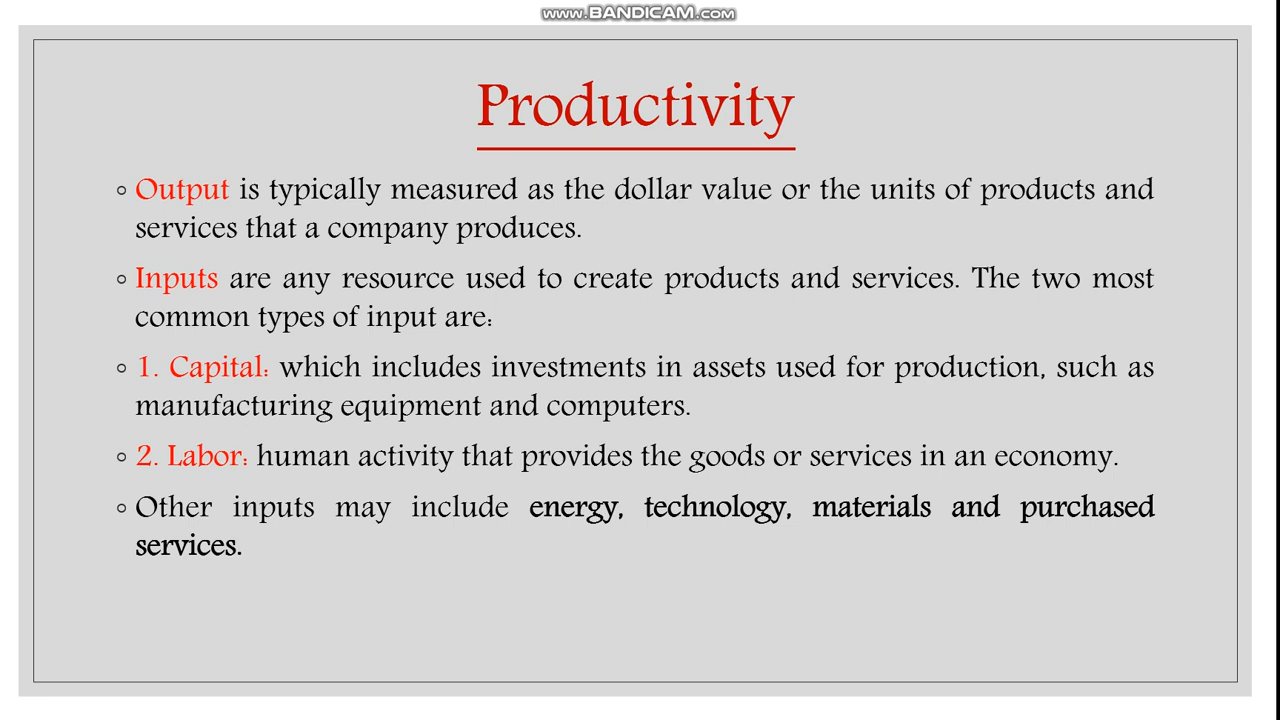 www.BANDICAM.com
Productivity
◦ Output is typically measured as the dollar value or the units of products and
services that a company produces.
◦ Inputs are any resource used to create products and services. The two most
common types of input are:
◦ 1. Capital: which includes investments in assets used for production, such as
manufacturing equipment and computers.
◦ 2. Labor: human activity that provides the goods or services in an economy.
◦ Other inputs may include energy, technology, materials and purchased
services.